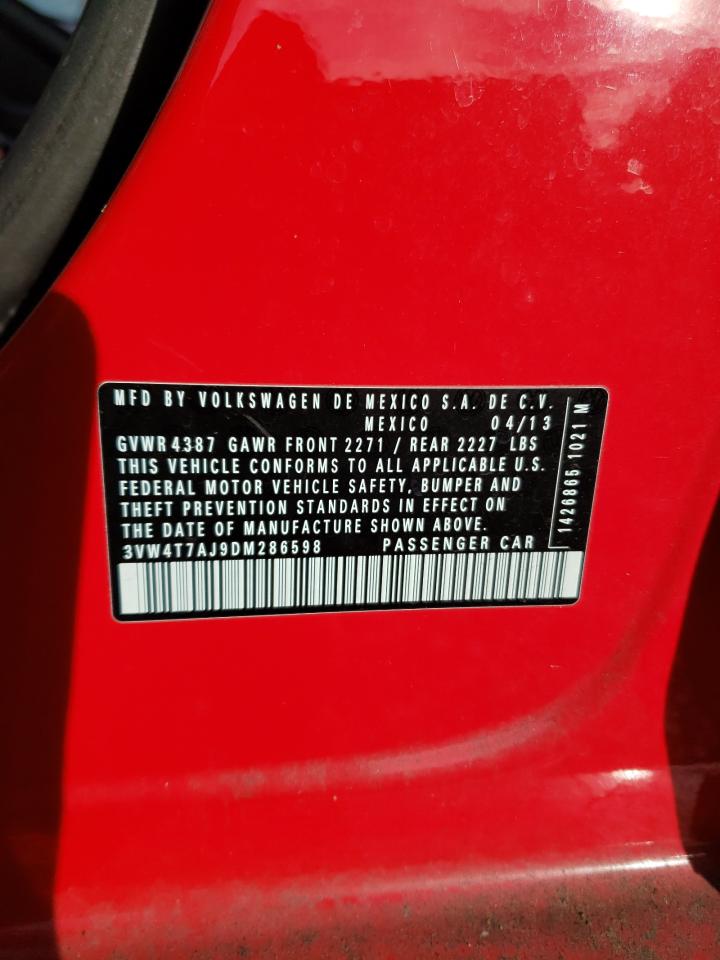 MFD BY VOLKSWAGEN DE MEXICO S.A. DE C.V.
MEXICO 04/13
GVWR 4387 GAWR FRONT 2271 / REAR 2227 LBS
THIS VEHICLE CONFORMS TO ALL APPLICABLE U.S.
FEDERAL MOTOR VEHICLE SAFETY, BUMPER AND
THEFT PREVENTION STANDARDS IN EFFECT ON
THE DATE OF MANUFACTURE SHOWN ABOVE.
3VW4T7AJ9DM286598 PASSENGER CAR
1426865 1021 M